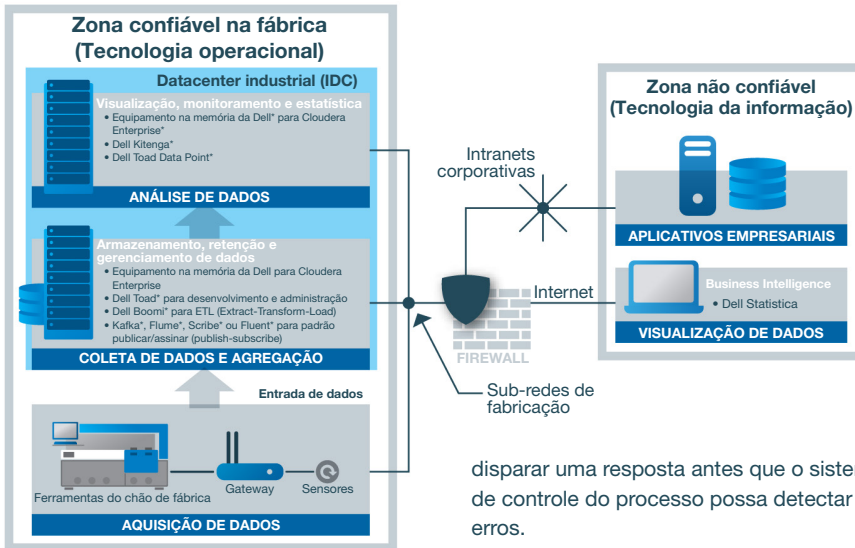 Zona confiável na fábrica
(Tecnologia operacional)
Datacenter industrial (IDC)
Visualização, monitoramento e estatística
• Equipamento na memória da Dell* para Cloudera
Enterprise*
• Dell Kitenga*
• Dell Toad Data Point*
ANÁLISE DE DADOS
Armazenamento, retenção e
gerenciamento de dados
• Equipamento na memória da Dell para Cloudera
Enterprise
• Dell Toad* para desenvolvimento e administração
• Dell Boomi* para ETL (Extract-Transform-Load)
• Kafka*, Flume*, Scribe* ou Fluent* para padrão
publicar/assinar (publish-subscribe)
COLETA DE DADOS E AGREGAÇÃO
Entrada de dados
Ferramentas do chão de fábrica
Gateway
Sensores
AQUISIÇÃO DE DADOS
Intranets
corporativas
Internet
FIREWALL
Sub-redes de
fabricação
Zona não confiável
(Tecnologia da informação)
APLICATIVOS EMPRESARIAIS
Business Intelligence
• Dell Statistica
VISUALIZAÇÃO DE DADOS
disparar uma resposta antes que o sistem
de controle do processo possa detectar
erros.